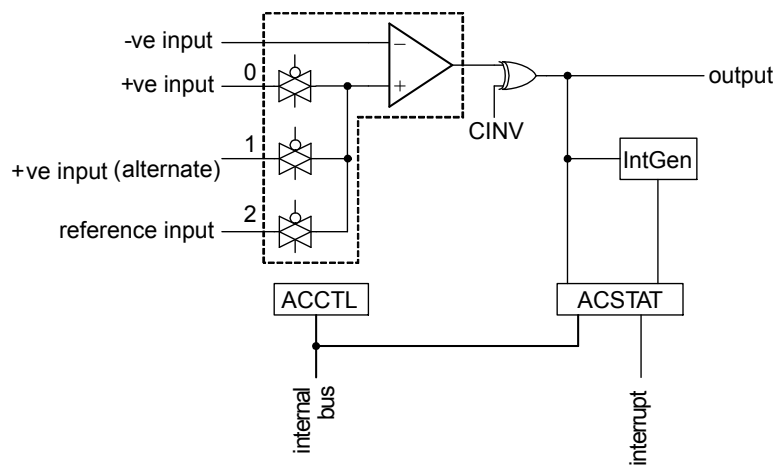 -ve input
−
+ve input
0
+
output
CINV
+ve input (alternate)
1
IntGen
reference input
2
ACCTL
ACSTAT
internal
bus
interrupt